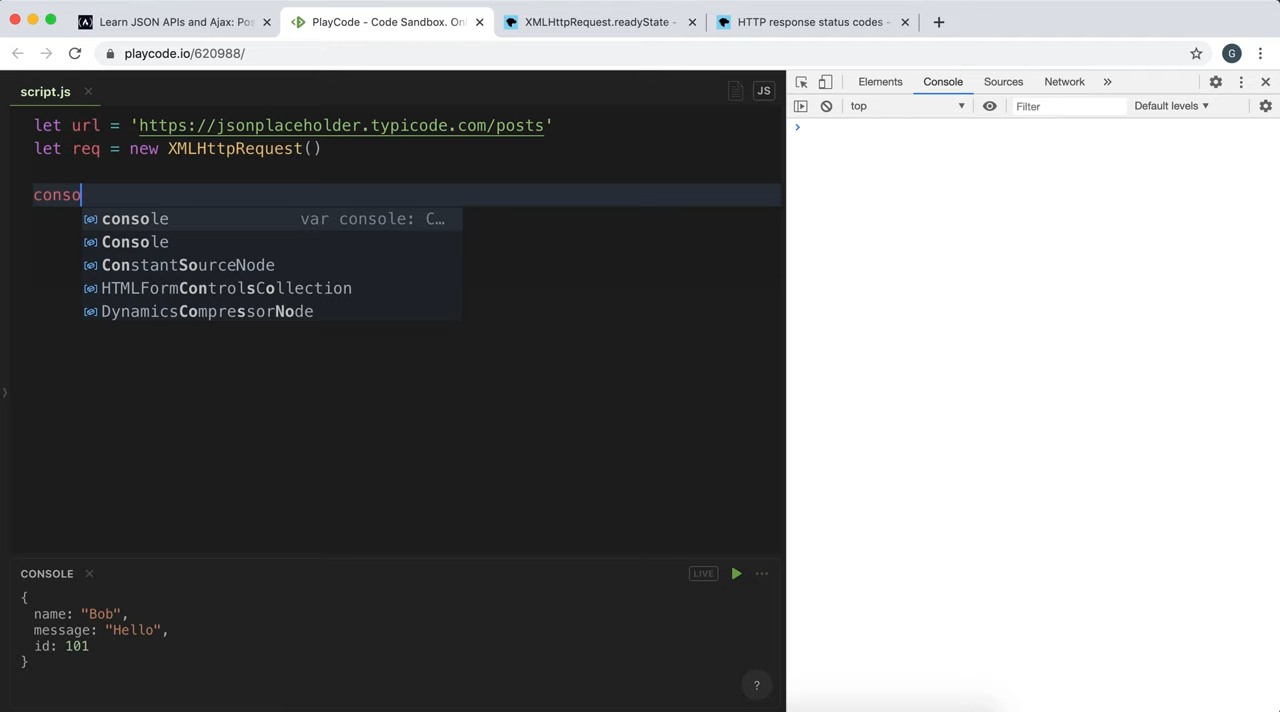 Learn JSON APIs and Ajax: Pos
PlayCode - Code Sandbox. Onl
XMLHttpRequest.readyState -
HTTP response status codes -
playcode.io/620988/
G
script.js
JS
let url = 'https://jsonplaceholder.typicode.com/posts'
let req = new XMLHttpRequest()
conso
console var console: C…
Console
ConstantSourceNode
HTMLFormControlsCollection
DynamicsCompressorNode
CONSOLE
LIVE
{
name: "Bob",
message: "Hello",
id: 101
}
?
Elements Console Sources Network »
top Filter Default levels